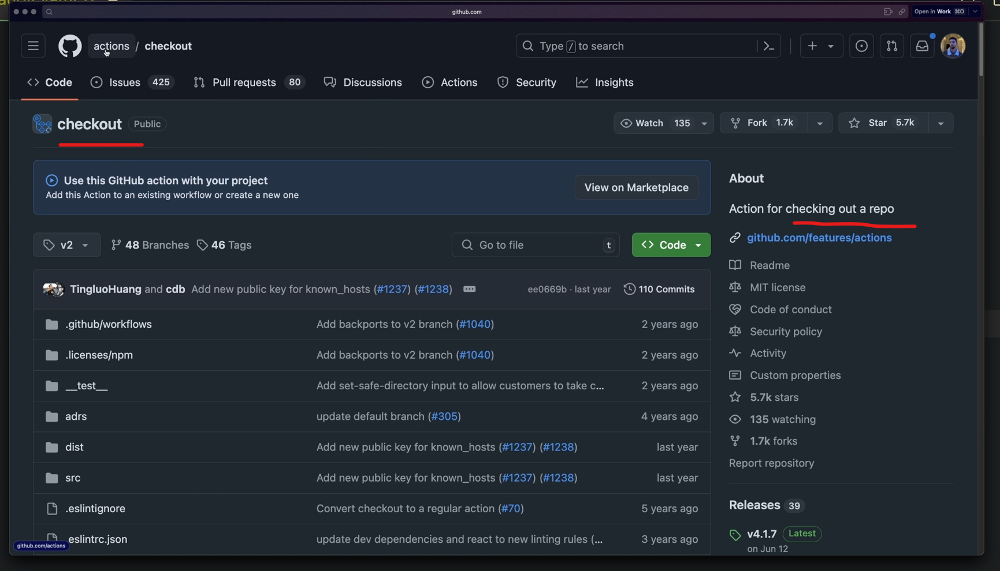 github.com
Open in Work ⌘O
actions / checkout
Type / to search
Code
Issues 425
Pull requests 80
Discussions
Actions
Security
Insights
checkout Public
Watch 135
Fork 1.7k
Star 5.7k
Use this GitHub action with your project
Add this Action to an existing workflow or create a new one
View on Marketplace
v2
48 Branches
46 Tags
Go to file t
Code
TingluoHuang and cdb Add new public key for known_hosts (#1237) (#1238)
ee0669b · last year
110 Commits
.github/workflows Add backports to v2 branch (#1040) 2 years ago
.licenses/npm Add backports to v2 branch (#1040) 2 years ago
__test__ Add set-safe-directory input to allow customers to take c... 2 years ago
adrs update default branch (#305) 4 years ago
dist Add new public key for known_hosts (#1237) (#1238) last year
src Add new public key for known_hosts (#1237) (#1238) last year
.eslintignore Convert checkout to a regular action (#70) 5 years ago
.eslintrc.json update dev dependencies and react to new linting rules (... 3 years ago
About
Action for checking out a repo
github.com/features/actions
Readme
MIT license
Code of conduct
Security policy
Activity
Custom properties
5.7k stars
135 watching
1.7k forks
Report repository
Releases 39
v4.1.7 Latest
on Jun 12
github.com/actions